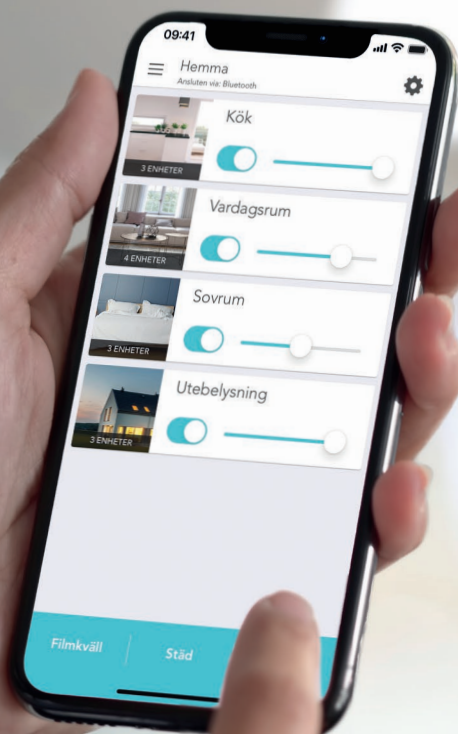 09:41
Hemma
Ansluten via: Bluetooth
Kök
3 ENHETER
Vardagsrum
4 ENHETER
Sovrum
3 ENHETER
Utebelysning
3 ENHETER
Filmkväll
Städ